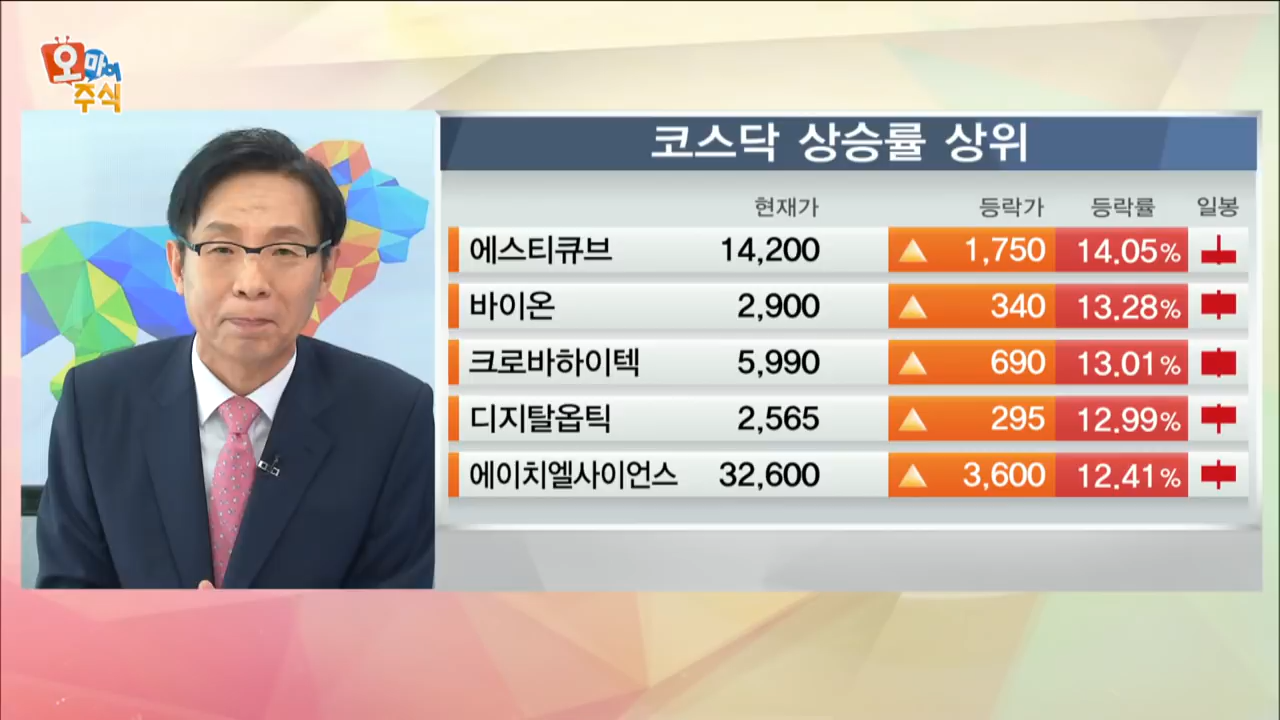 오마이
주식
코스닥 상승률 상위
현재가 등락가 등락률 일봉
에스티큐브 14,200 ▲ 1,750 14.05%
바이온 2,900 ▲ 340 13.28%
크로바하이텍 5,990 ▲ 690 13.01%
디지탈옵틱 2,565 ▲ 295 12.99%
에이치엘사이언스 32,600 ▲ 3,600 12.41%